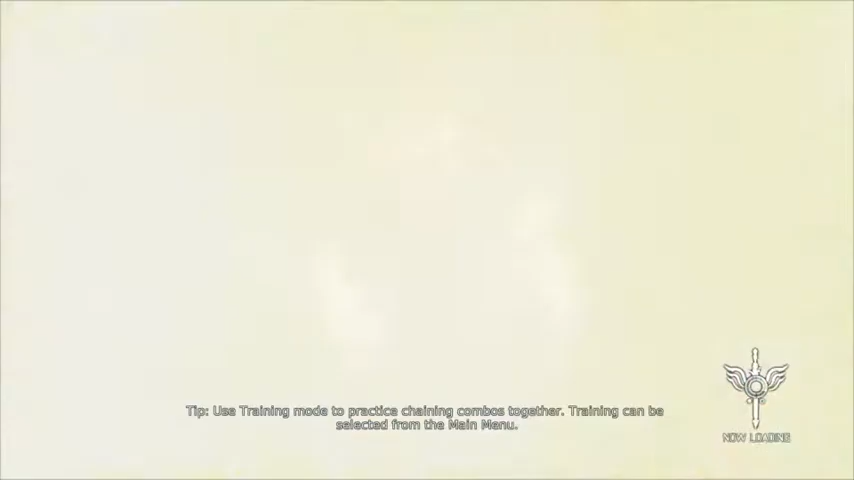 Tip: Use Training mode to practice chaining combos together. Training can be
selected from the Main Menu.
NOW LOADING